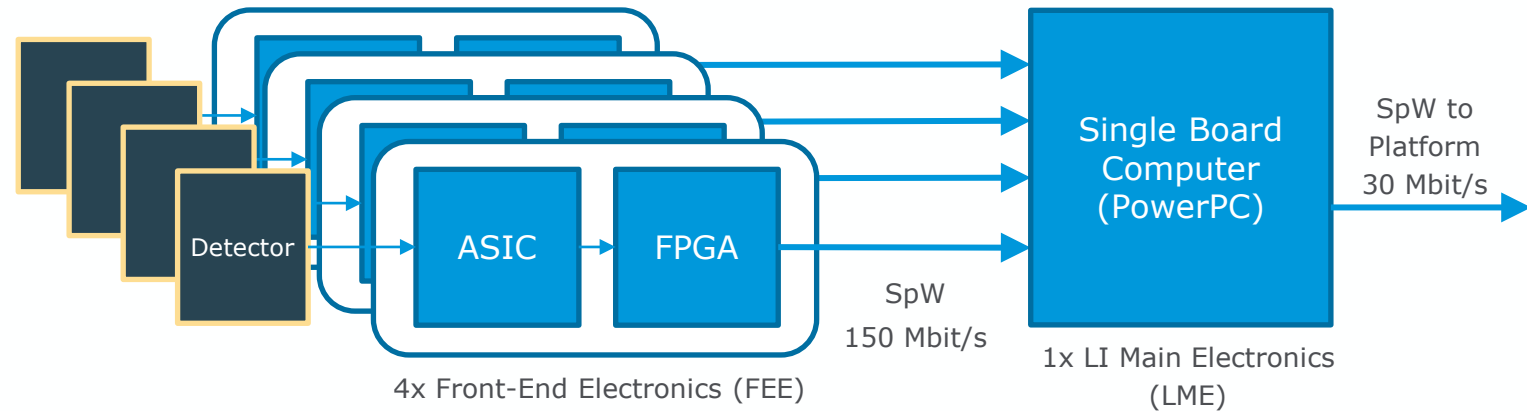 Detector
ASIC
FPGA
SpW
150 Mbit/s
4x Front-End Electronics (FEE)
Single Board
Computer
(PowerPC)
1x LI Main Electronics
(LME)
SpW to
Platform
30 Mbit/s